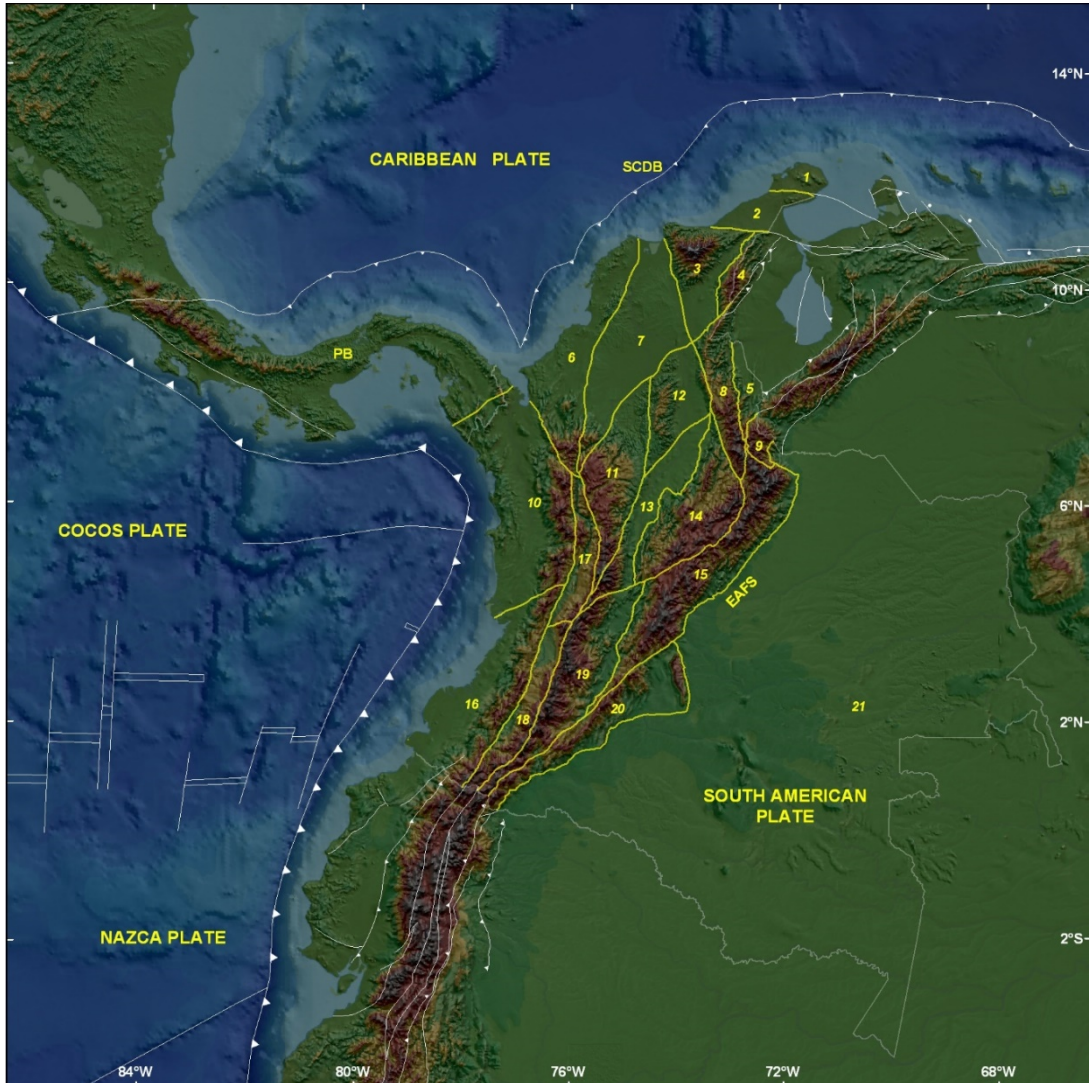 14°N
CARIBBEAN PLATE
SCDB
1
2
3
4
10°N
6
7
PB
12
8
5
9
11
10
6°N
13
14
COCOS PLATE
17
15
EAFS
19
16
18
20
21
2°N
SOUTH AMERICAN
PLATE
NAZCA PLATE
2°S
84°W
80°W
76°W
72°W
68°W